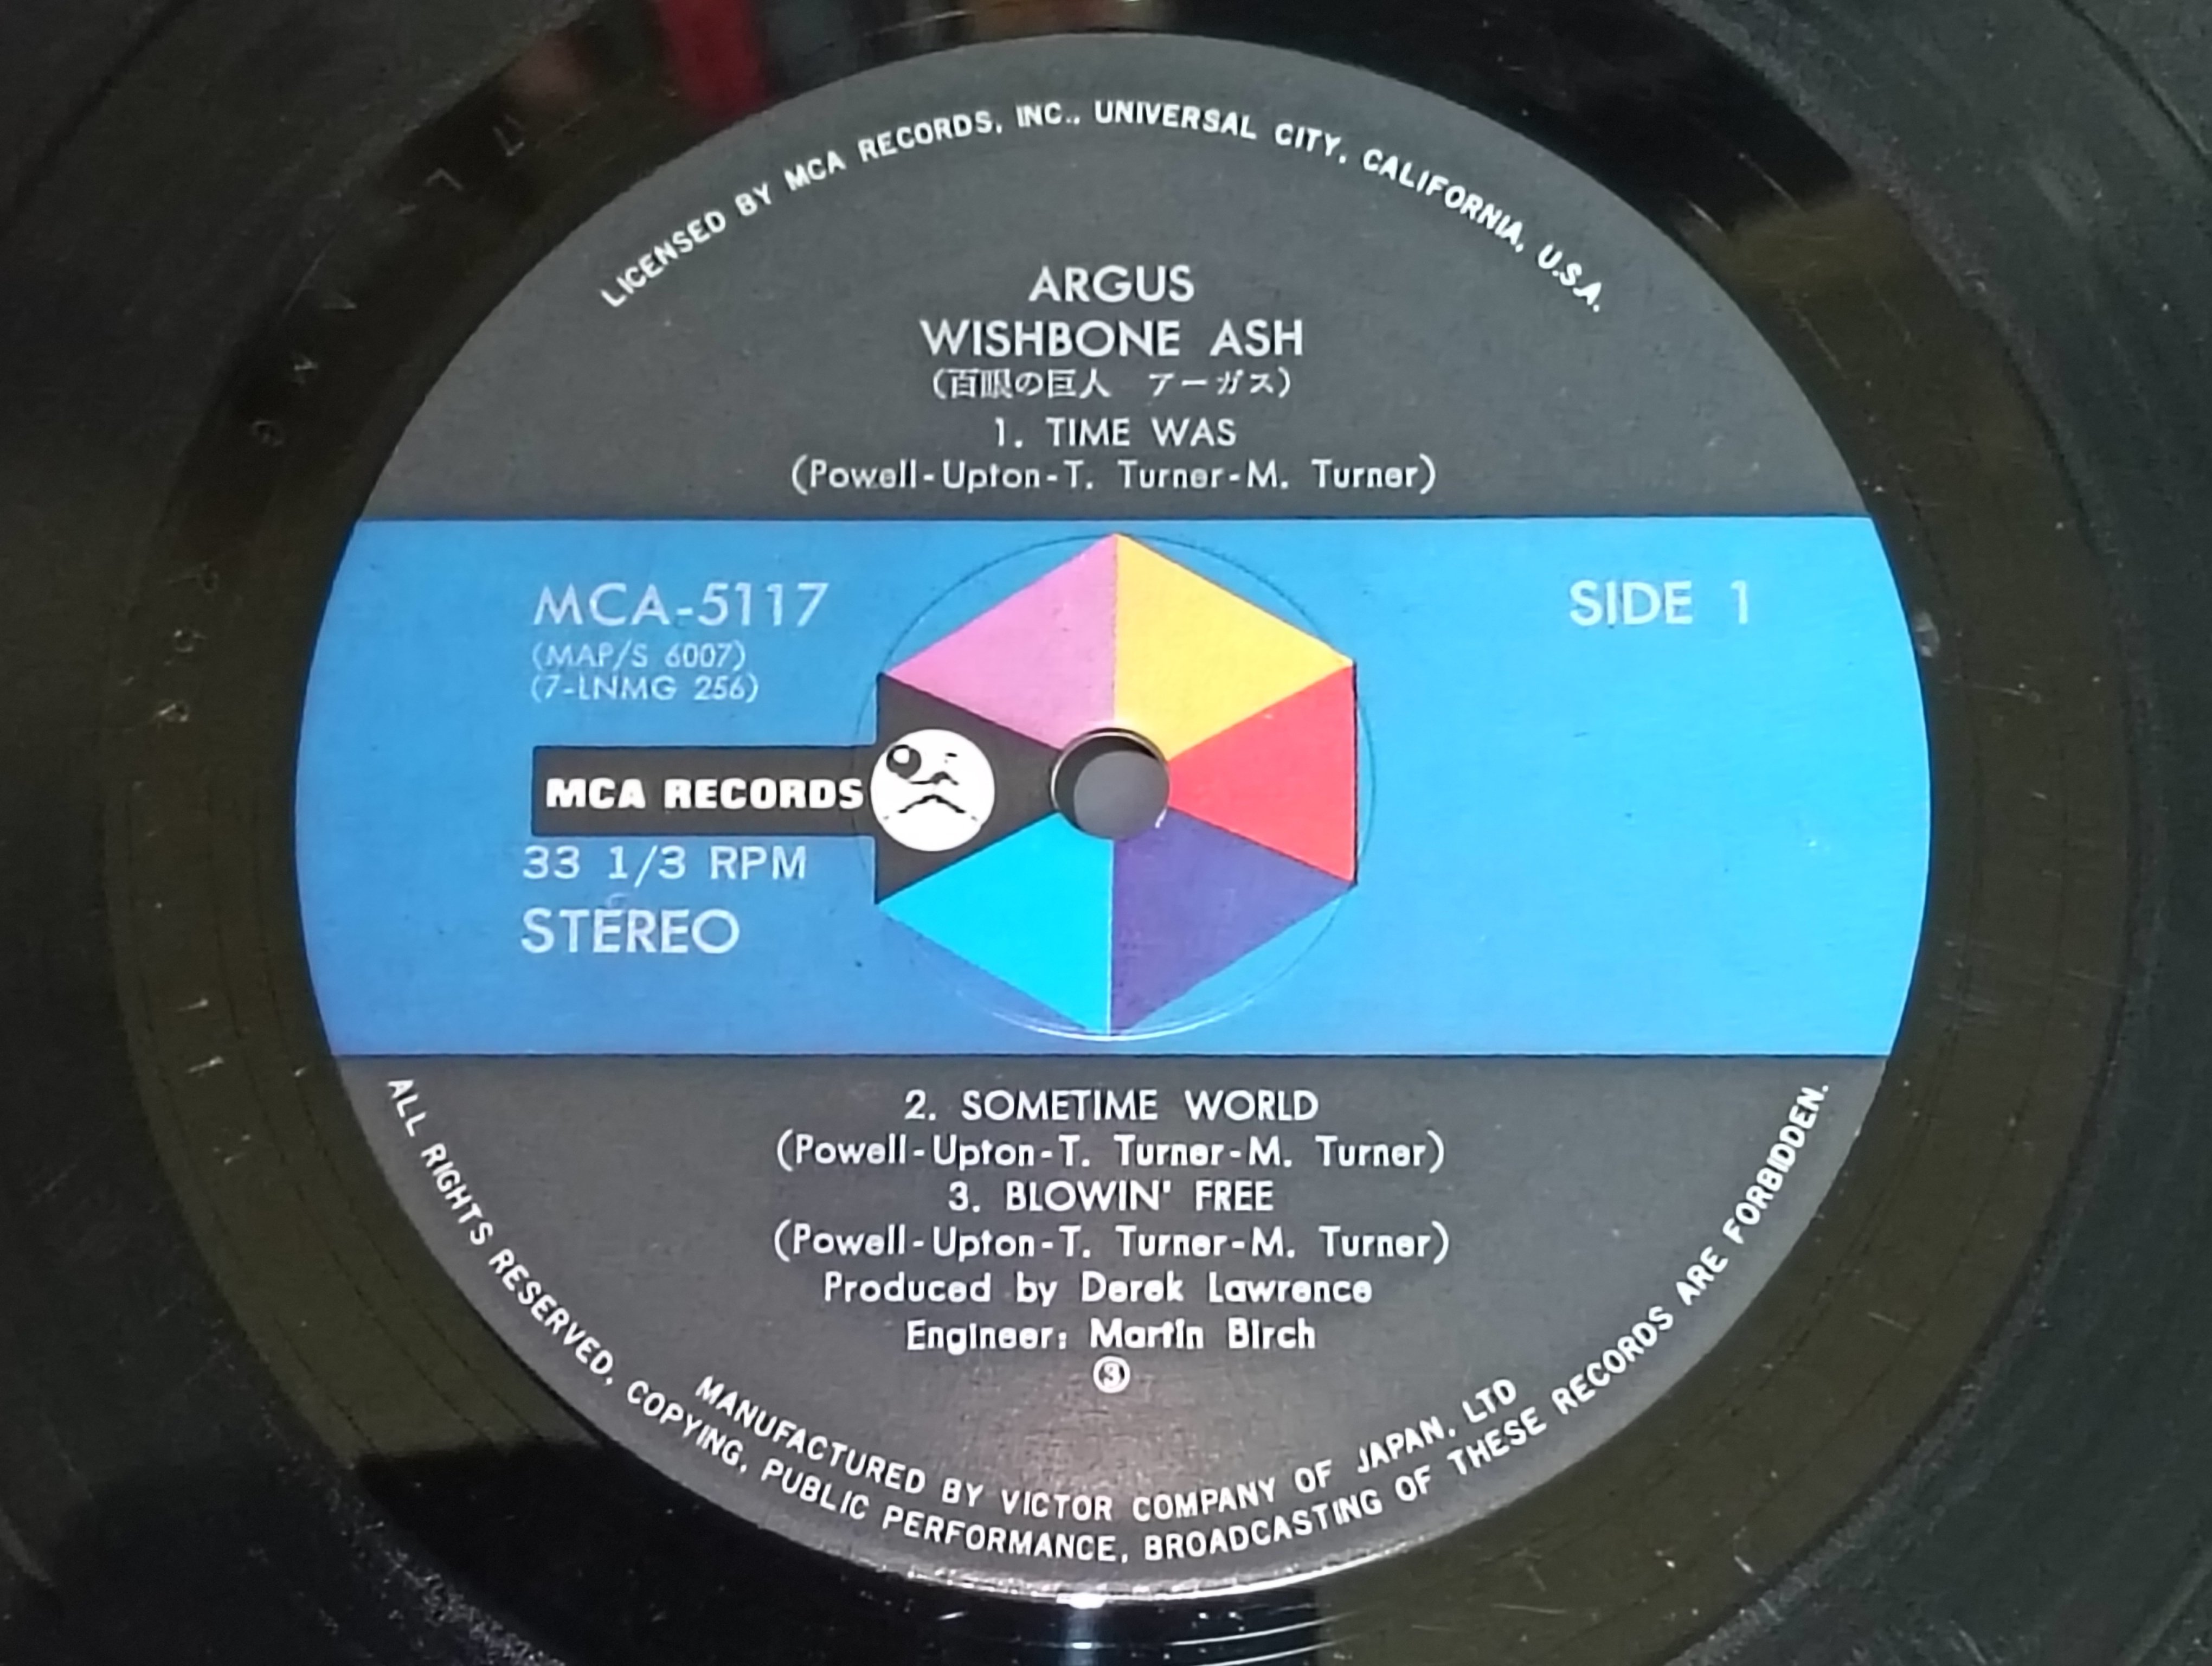 LICENSED BY MCA RECORDS, INC., UNIVERSAL CITY, CALIFORNIA, U.S.A.
ARGUS
WISHBONE ASH
(百眼の巨人 アーガス)
1. TIME WAS
(Powell-Upton-T. Turner-M. Turner)
MCA-5117
(MAP/S 6007)
(7-LNMG 256)
SIDE 1
MCA RECORDS
33 1/3 RPM
STEREO
2. SOMETIME WORLD
(Powell-Upton-T. Turner-M. Turner)
3. BLOWIN' FREE
(Powell-Upton-T. Turner-M. Turner)
Produced by Derek Lawrence
Engineer: Martin Birch
③
MANUFACTURED BY VICTOR COMPANY OF JAPAN, LTD
ALL RIGHTS RESERVED, COPYING, PUBLIC PERFORMANCE, BROADCASTING OF THESE RECORDS ARE FORBIDDEN.